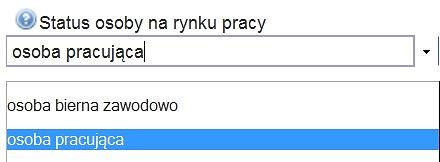 Status osoby na rynku pracy
osoba pracująca
osoba bierna zawodowo
osoba pracująca